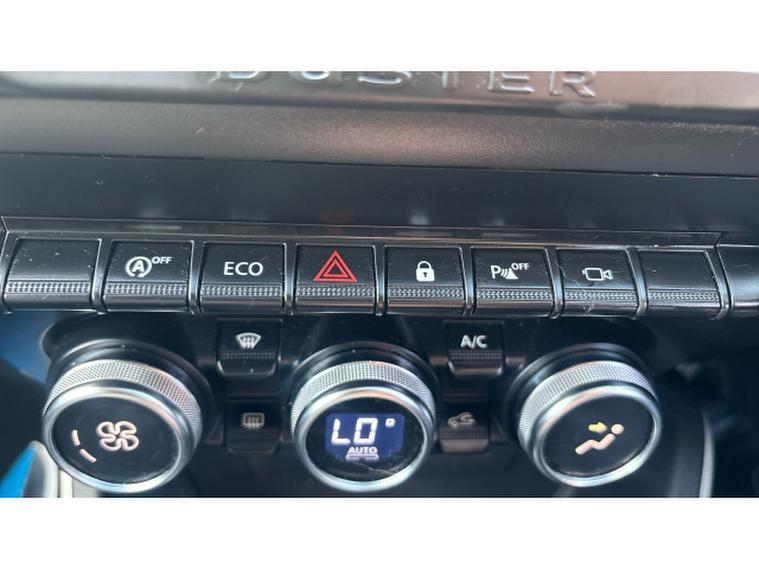 DUSTER
A OFF
ECO
P OFF
A/C
LO°
AUTO